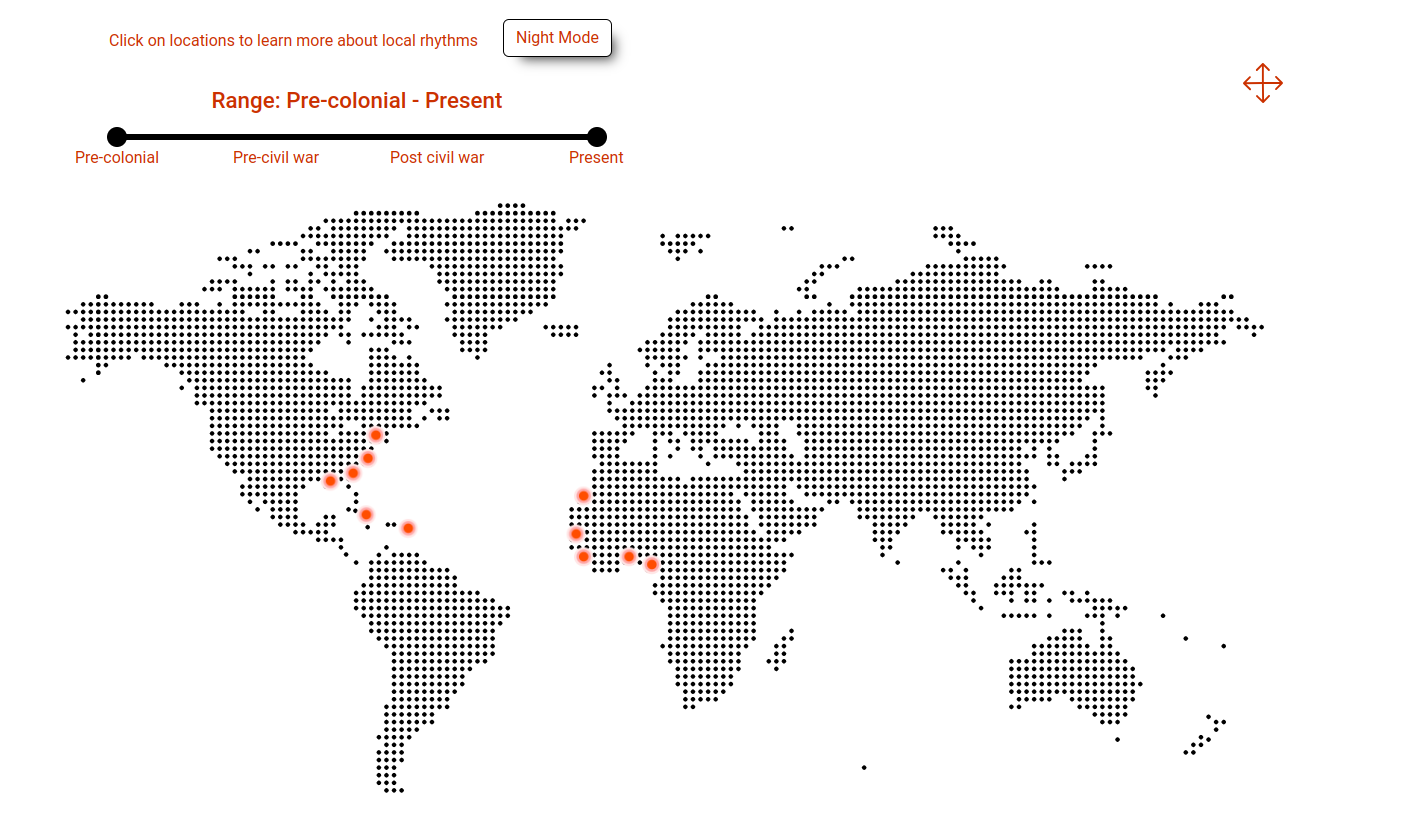 Click on locations to learn more about local rhythms
Night Mode
Range: Pre-colonial - Present
Pre-colonial
Pre-civil war
Post civil war
Present